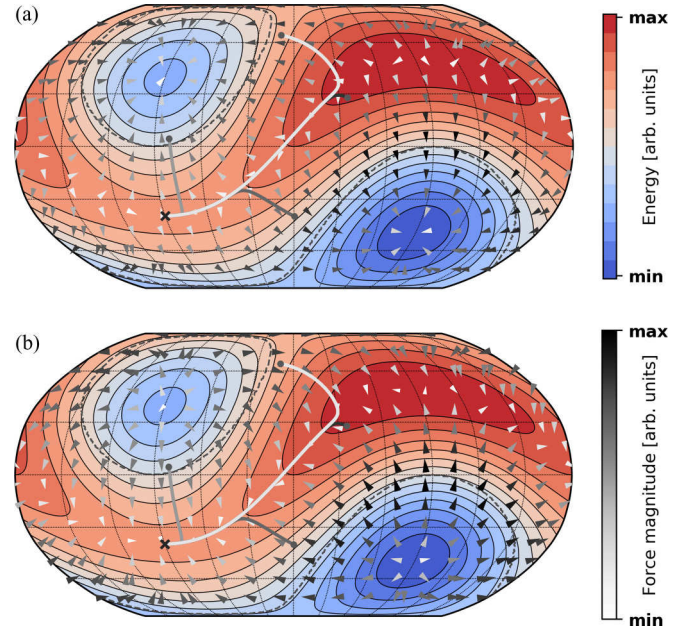 (a)
max
Energy [arb. units]
min
(b)
max
Force magnitude [arb. units]
min